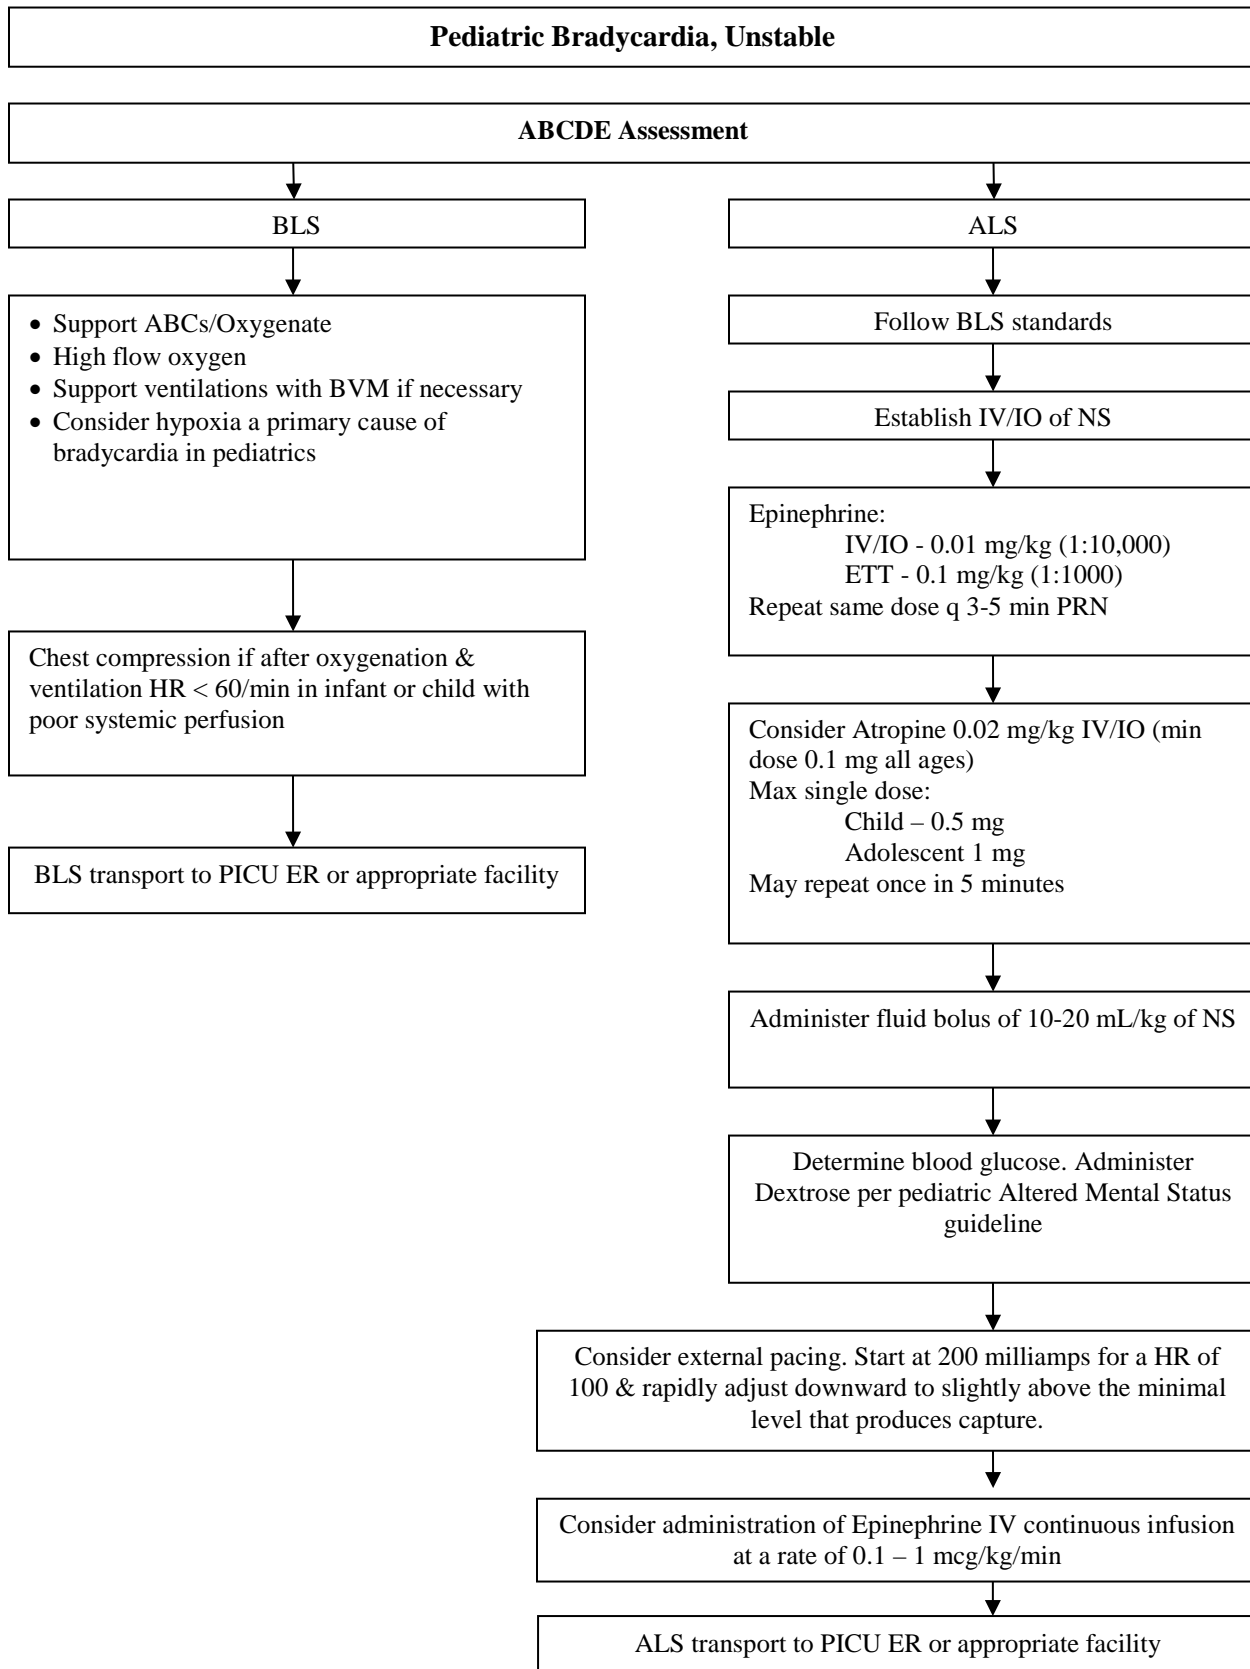 Pediatric Bradycardia, Unstable
ABCDE Assessment
BLS
• Support ABCs/Oxygenate
• High flow oxygen
• Support ventilations with BVM if necessary
• Consider hypoxia a primary cause of
bradycardia in pediatrics
Chest compression if after oxygenation &
ventilation HR < 60/min in infant or child with
poor systemic perfusion
BLS transport to PICU ER or appropriate facility
ALS
Follow BLS standards
Establish IV/IO of NS
Epinephrine:
IV/IO - 0.01 mg/kg (1:10,000)
ETT - 0.1 mg/kg (1:1000)
Repeat same dose q 3-5 min PRN
Consider Atropine 0.02 mg/kg IV/IO (min
dose 0.1 mg all ages)
Max single dose:
Child – 0.5 mg
Adolescent 1 mg
May repeat once in 5 minutes
Administer fluid bolus of 10-20 mL/kg of NS
Determine blood glucose. Administer
Dextrose per pediatric Altered Mental Status
guideline
Consider external pacing. Start at 200 milliamps for a HR of
100 & rapidly adjust downward to slightly above the minimal
level that produces capture.
Consider administration of Epinephrine IV continuous infusion
at a rate of 0.1 – 1 mcg/kg/min
ALS transport to PICU ER or appropriate facility